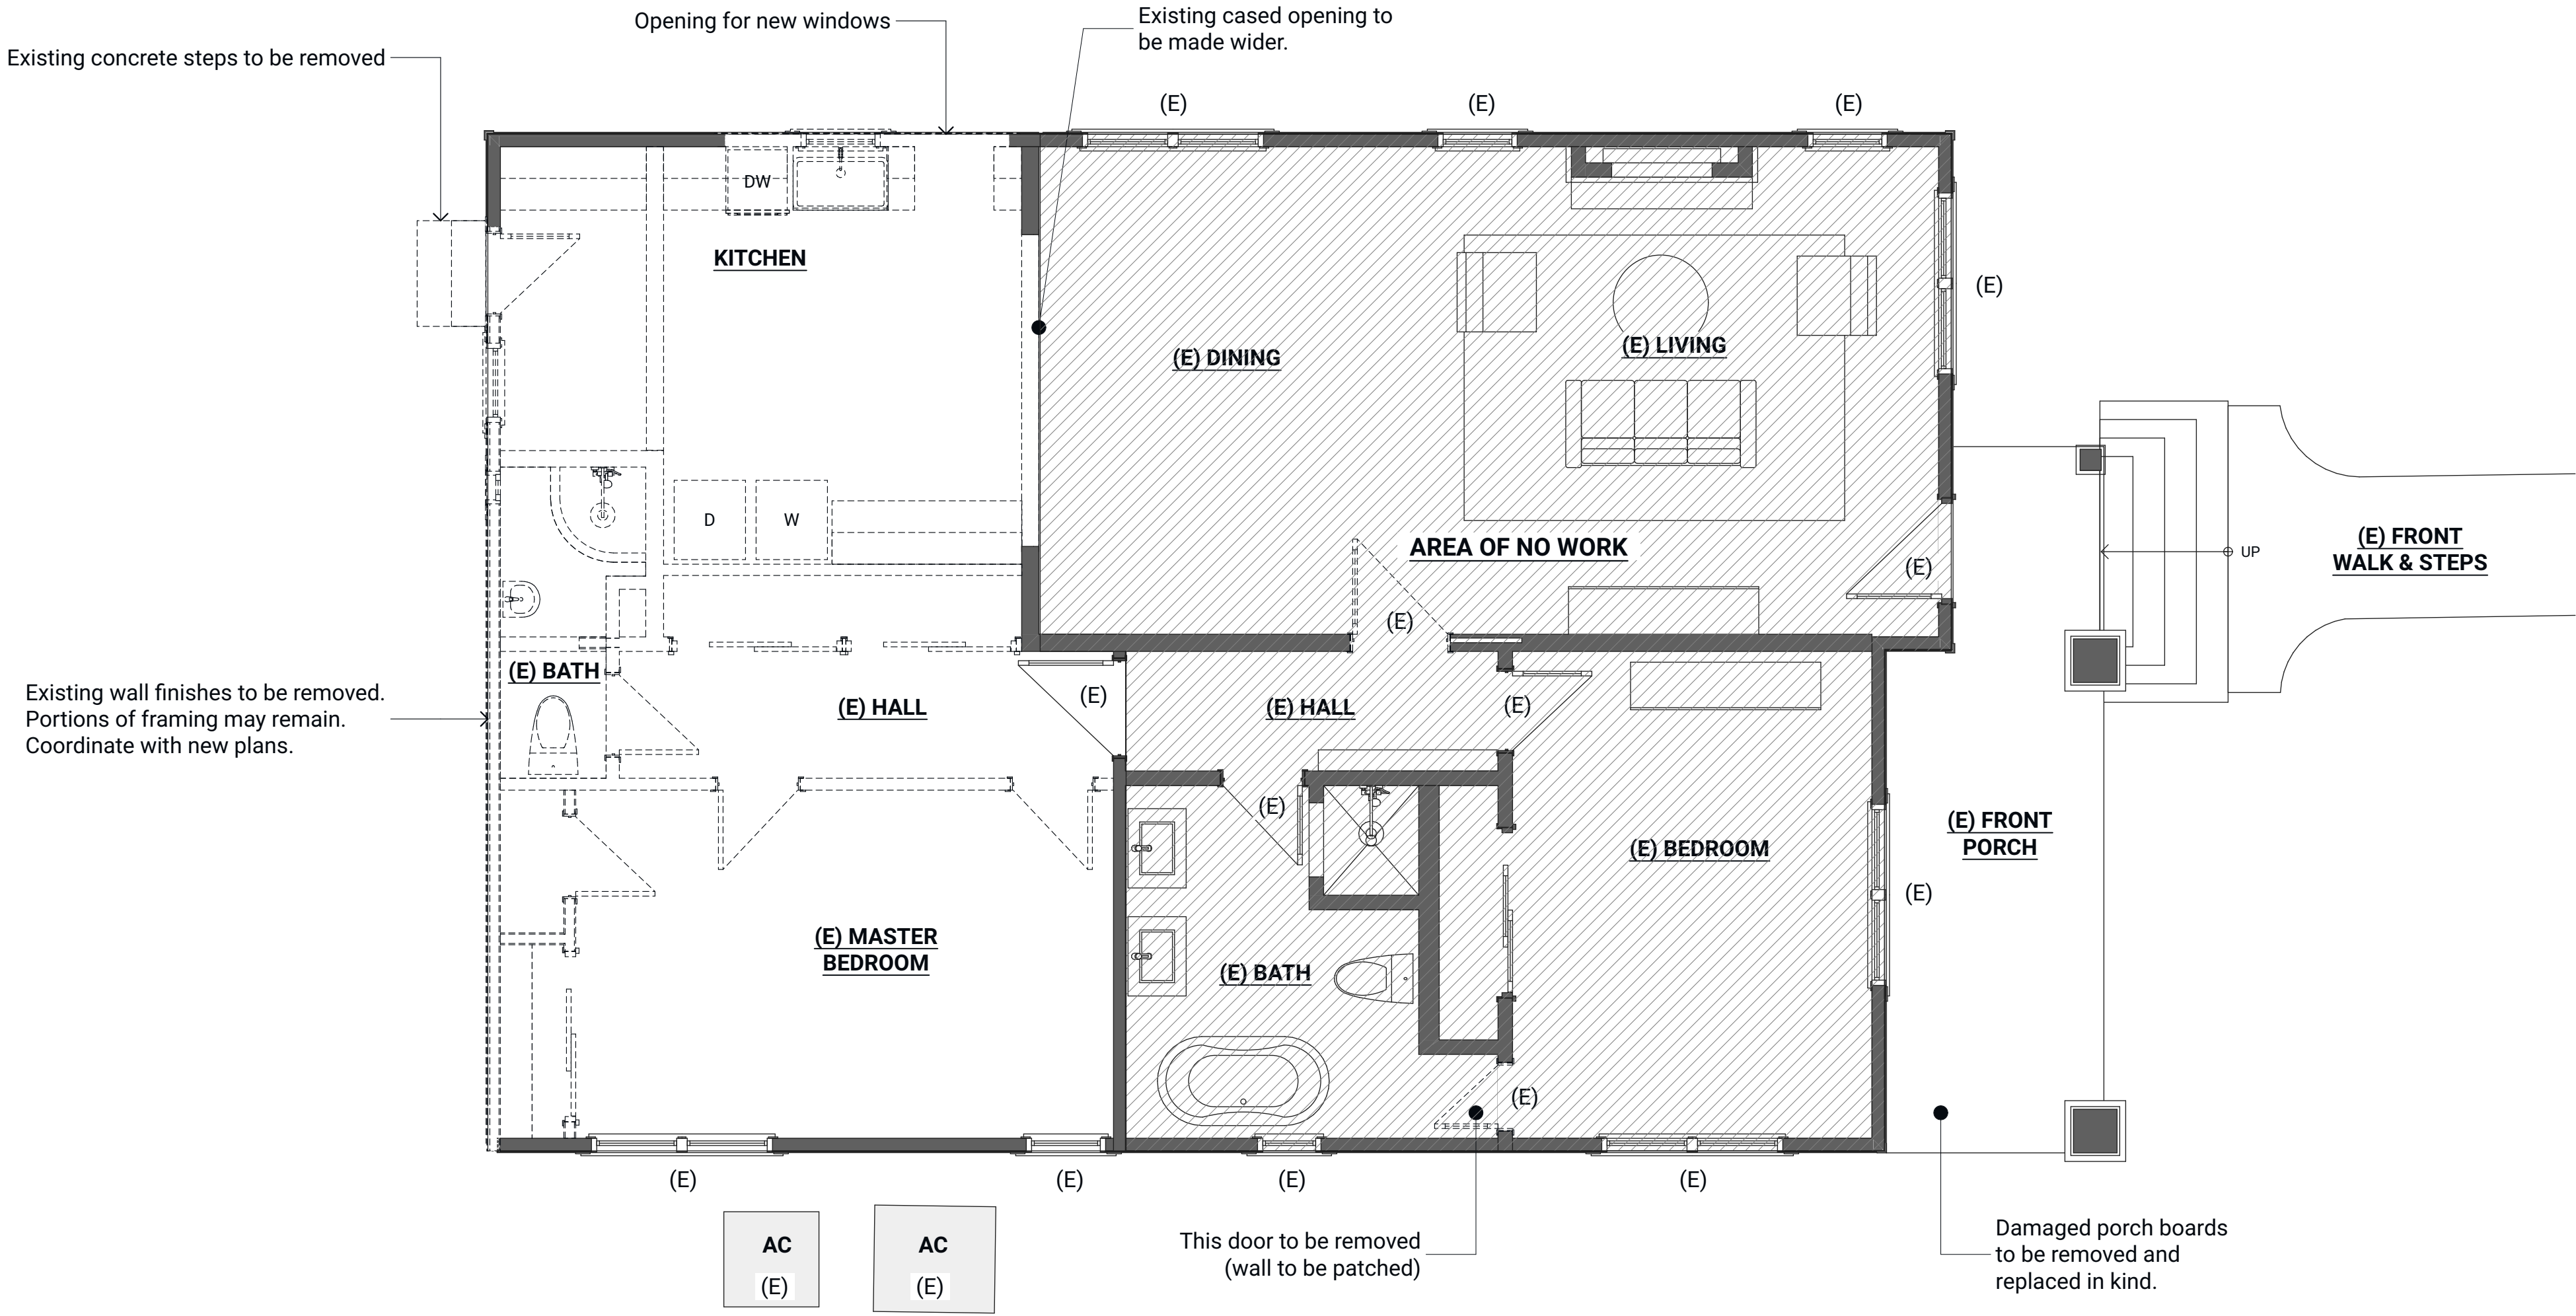 Opening for new windows
Existing cased opening to
be made wider.
Existing concrete steps to be removed
(E)
(E)
(E)
DW
KITCHEN
(E)
(E) DINING
(E) LIVING
D
W
AREA OF NO WORK
(E)
UP
(E) FRONT
WALK & STEPS
(E)
(E) BATH
(E) HALL
(E)
(E) HALL
(E)
Existing wall finishes to be removed.
Portions of framing may remain.
Coordinate with new plans.
(E)
(E) BEDROOM
(E) FRONT
PORCH
(E)
(E) MASTER
BEDROOM
(E) BATH
(E)
(E)
(E)
(E)
(E)
AC
(E)
AC
(E)
This door to be removed
(wall to be patched)
Damaged porch boards
to be removed and
replaced in kind.